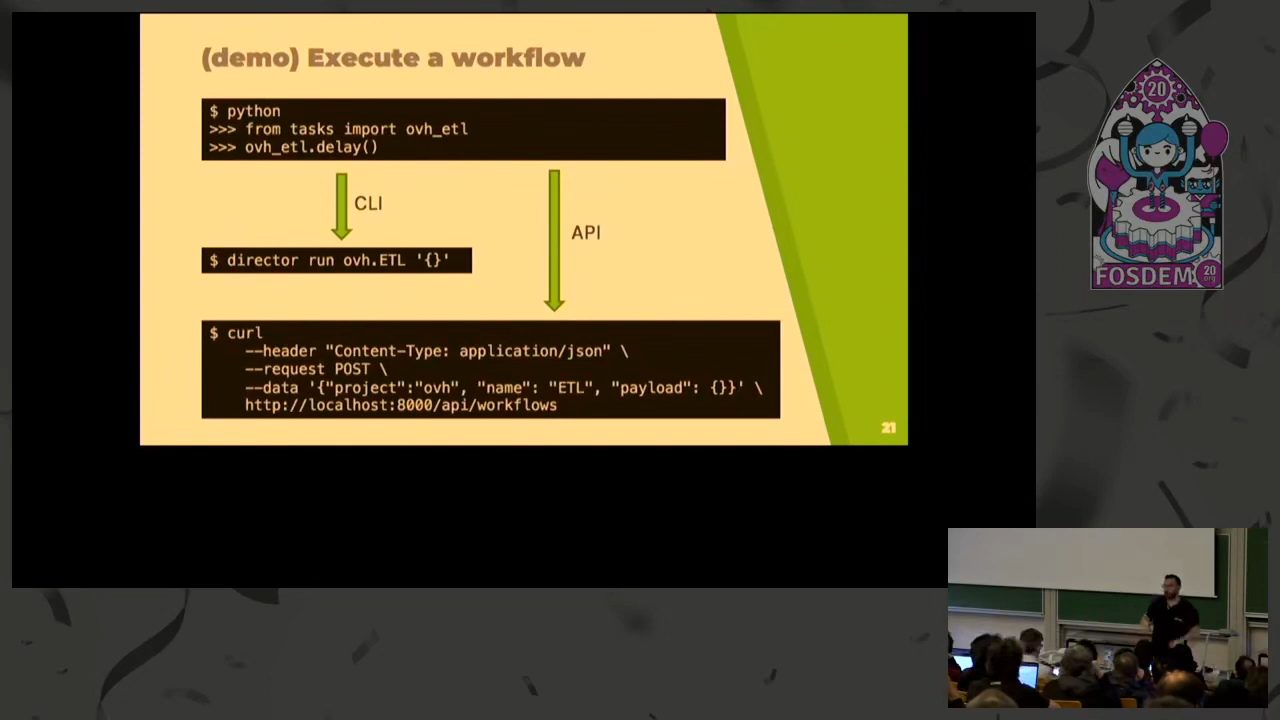 (demo) Execute a workflow
$ python
>>> from tasks import ovh_etl
>>> ovh_etl.delay()
CLI
API
$ director run ovh.ETL '{}'
$ curl
--header "Content-Type: application/json" \
--request POST \
--data '{"project":"ovh", "name": "ETL", "payload": {}}' \
http://localhost:8000/api/workflows
21
20
FOSDEM
20
org